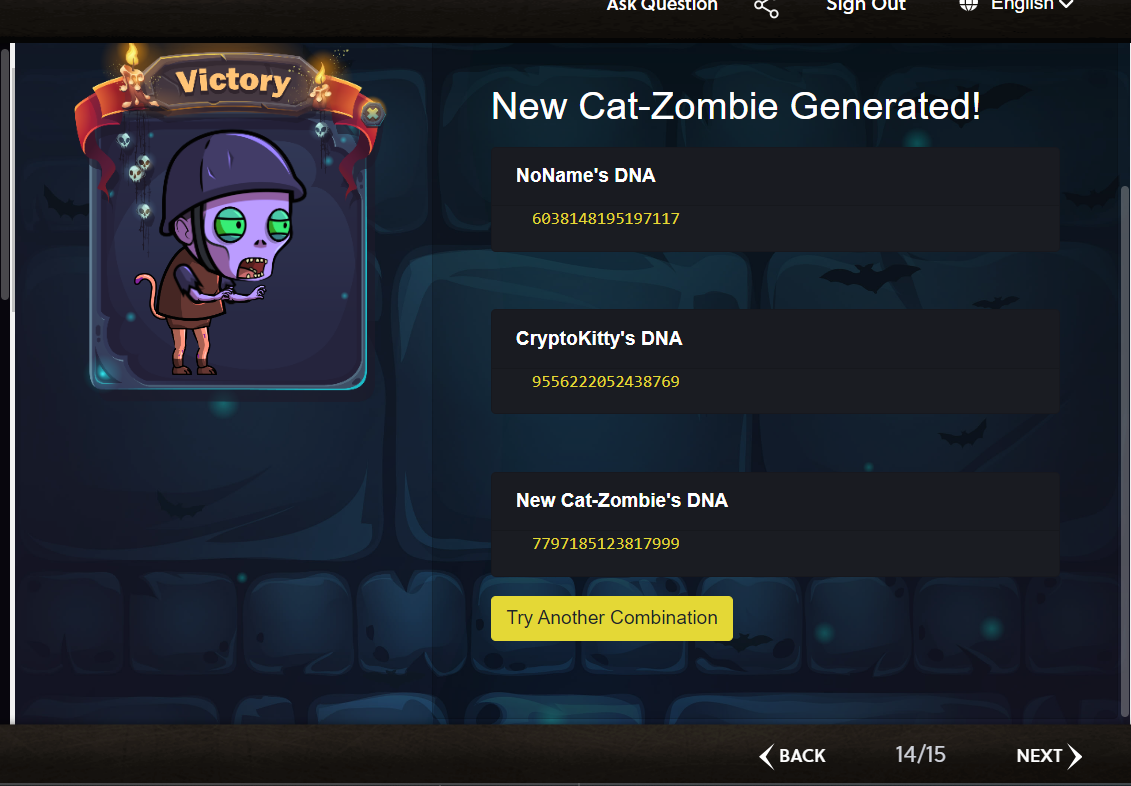 Ask Question
Sign Out
English
Victory
New Cat-Zombie Generated!
NoName's DNA
6038148195197117
CryptoKitty's DNA
9556222052438769
New Cat-Zombie's DNA
7797185123817999
Try Another Combination
BACK
14/15
NEXT